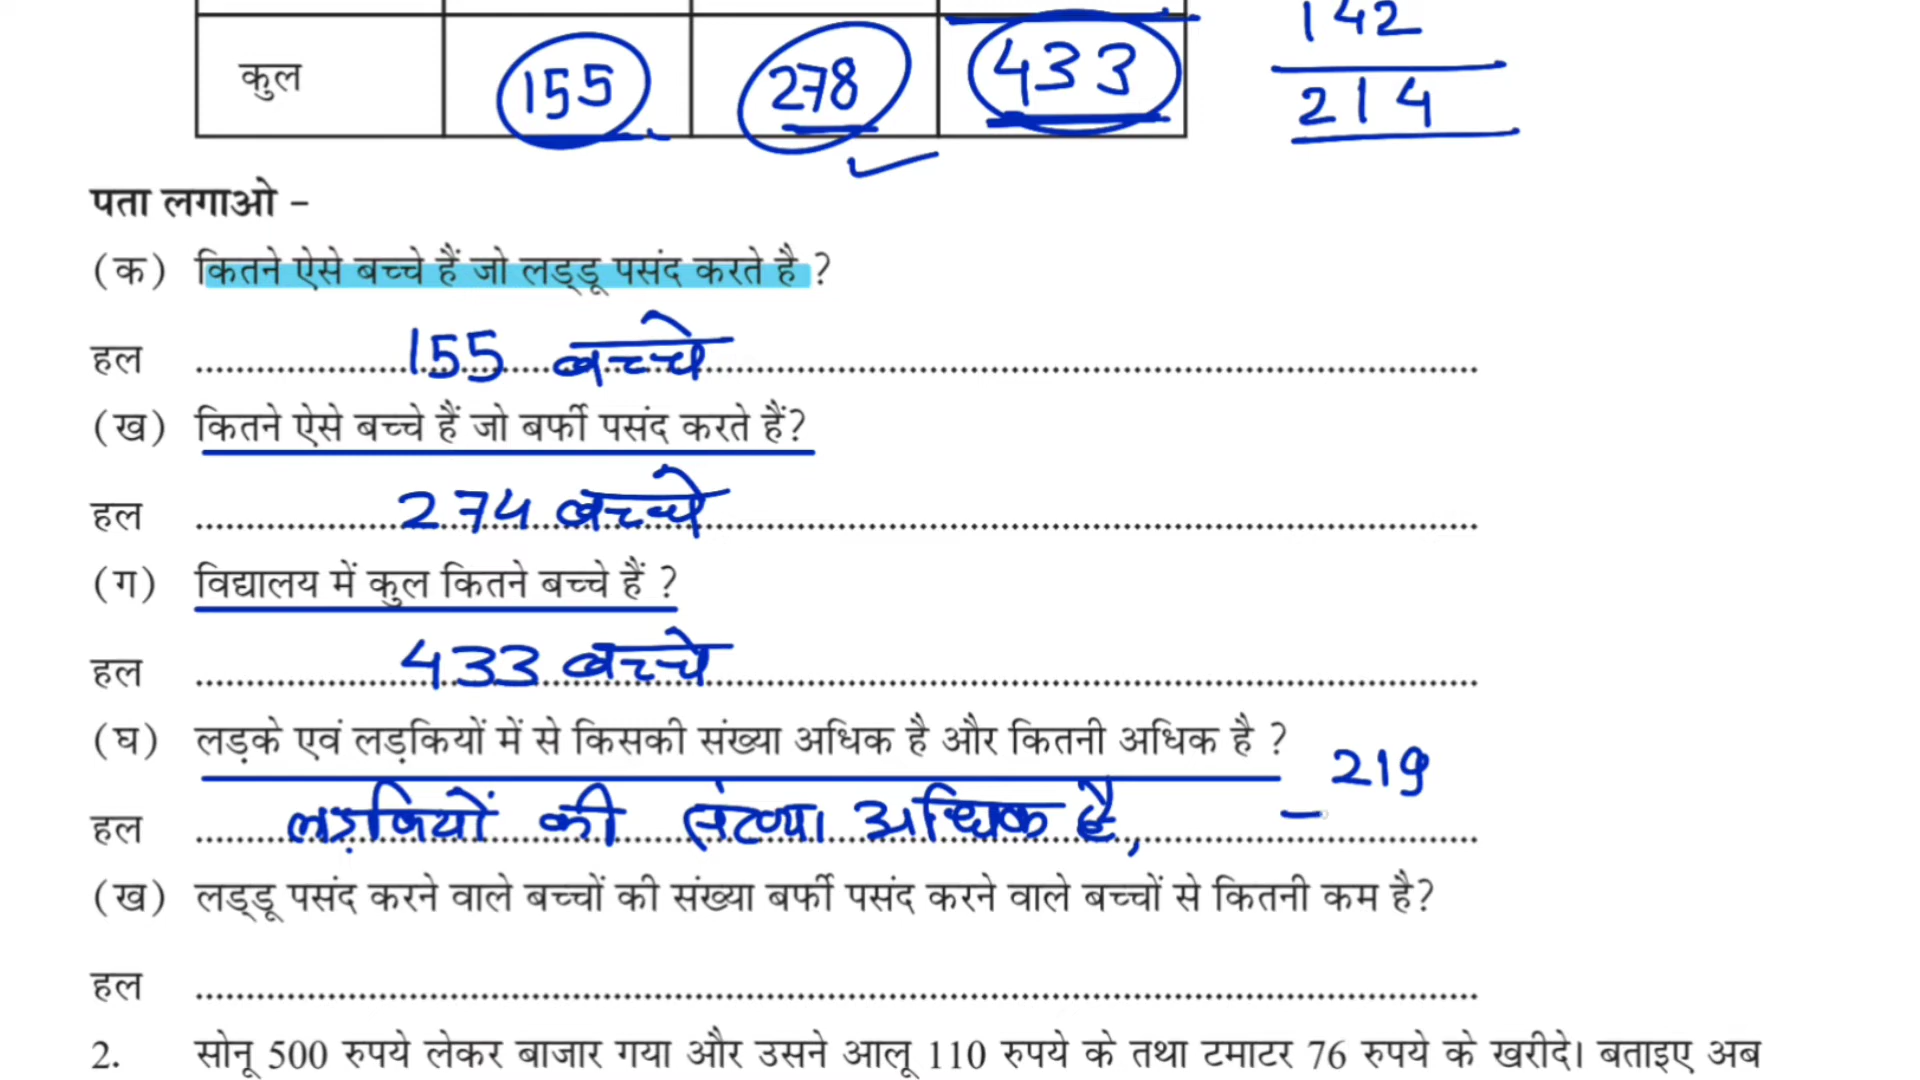 142
कुल 155 278 433
214
पता लगाओ –
(क) कितने ऐसे बच्चे हैं जो लड्डू पसंद करते है ?
हल 155 बच्चे
(ख) कितने ऐसे बच्चे हैं जो बर्फी पसंद करते हैं?
हल 274 बच्चे
(ग) विद्यालय में कुल कितने बच्चे हैं ?
हल 433 बच्चे
(घ) लड़के एवं लड़कियों में से किसकी संख्या अधिक है और कितनी अधिक है ?
219
हल लड़कियों की संख्या अधिक है, –
(ख) लड्डू पसंद करने वाले बच्चों की संख्या बर्फी पसंद करने वाले बच्चों से कितनी कम है?
हल
2. सोनू 500 रुपये लेकर बाजार गया और उसने आलू 110 रुपये के तथा टमाटर 76 रुपये के खरीदे। बताइए अब